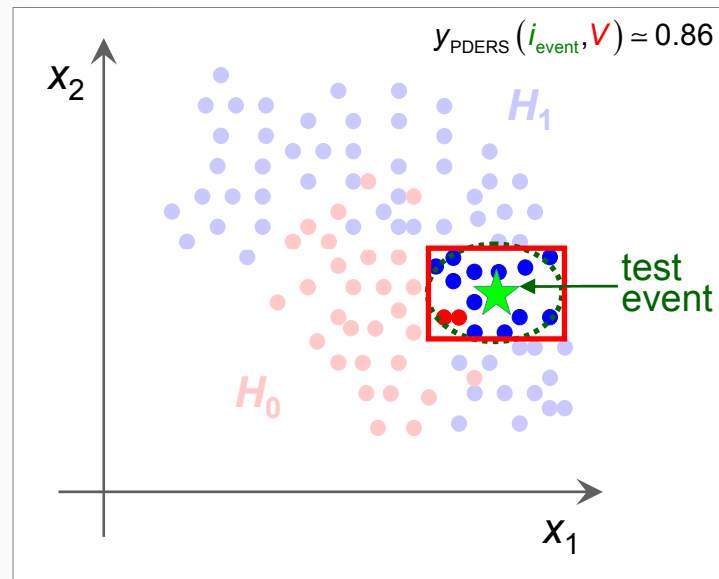 y_PDERS (i_event, V) ≃ 0.86
x₂
H₁
test
event
H₀
x₁